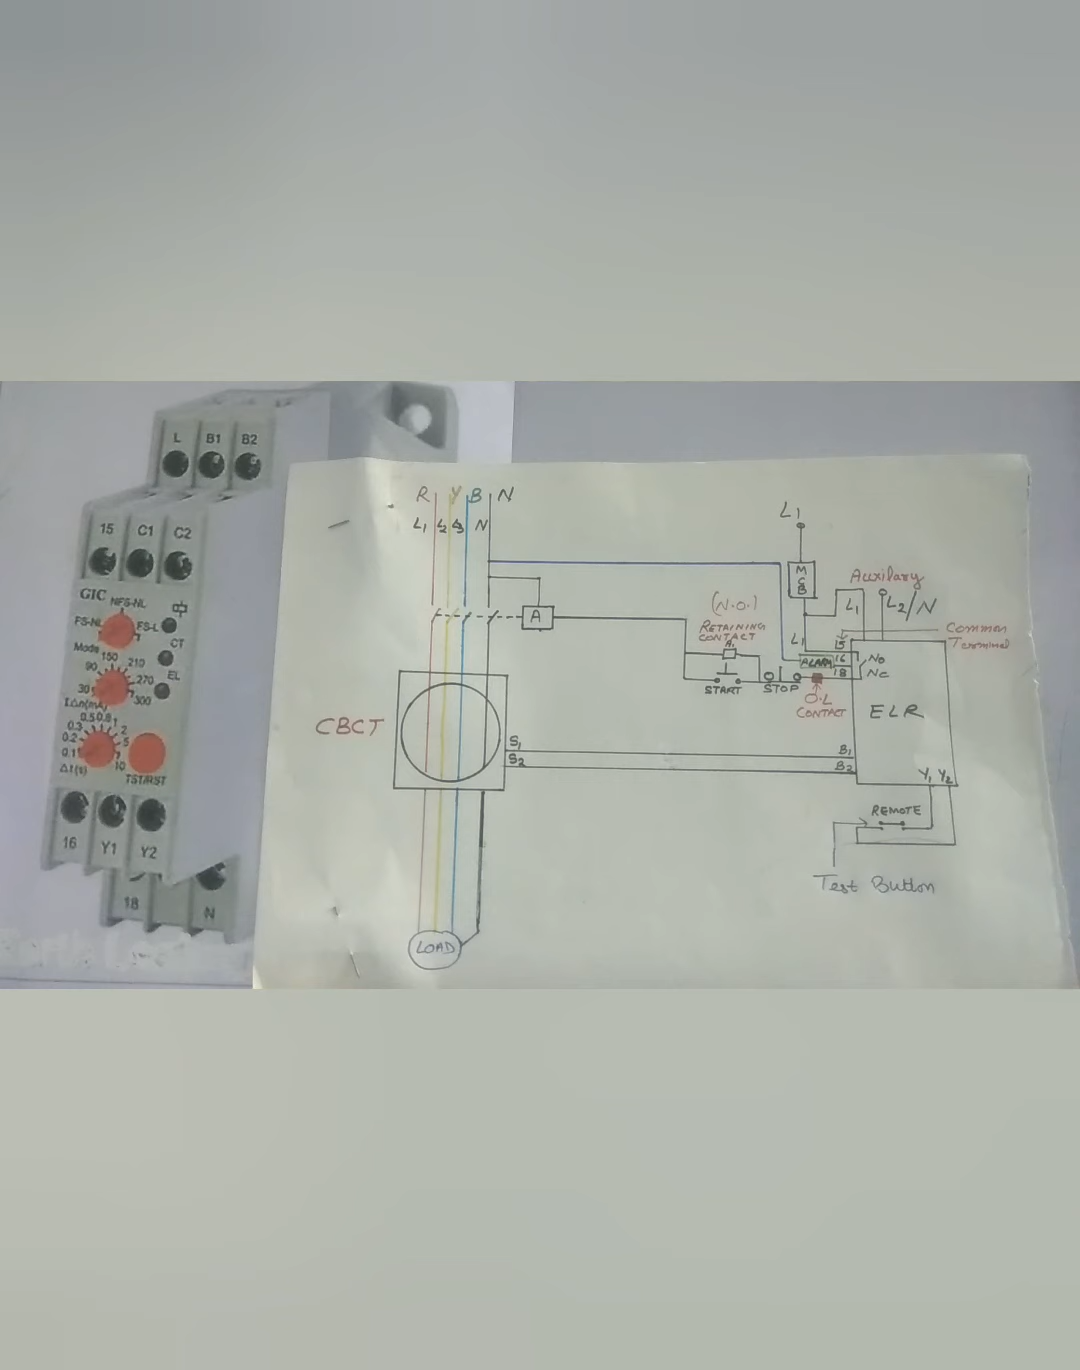 L B1 B2
15 C1 C2
GIC
NFS-NL
FS-NL FS-L
CT
Mode
150
90 210
EL
270
30 300
IΔn(mA)
0.5 0.8 1
0.3 2
0.2 5
0.1 10
Δt(s)
TST/RST
16 Y1 Y2
18 N
R Y B N
L1 L2 L3 N
A
CBCT
S1
S2
LOAD
L1
MCB
Auxilary
L1 L2/N
(N.O.)
RETAINING
CONTACT
A1
START
STOP
L1
15
ALARM 16 No
18 Nc
O.L
CONTACT
Common
Terminal
ELR
B1
B2
Y1 Y2
REMOTE
Test Button